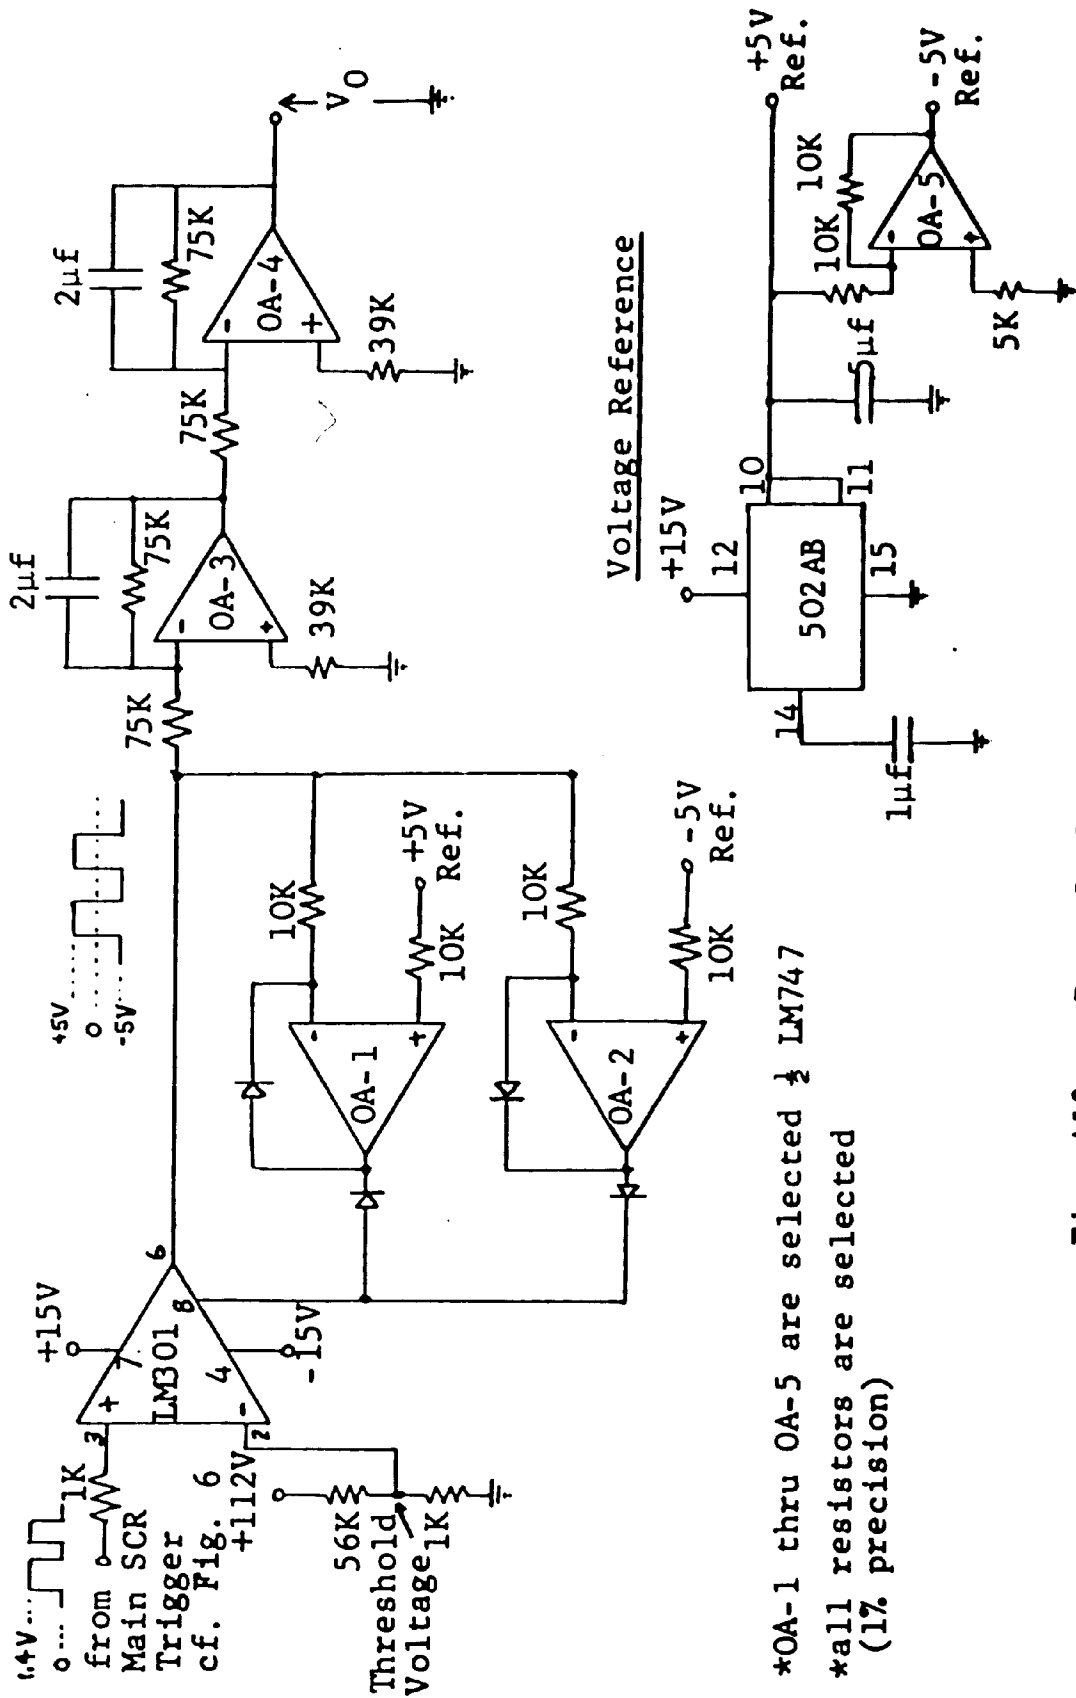 1.4V...
0...
1K
from
Main SCR
Trigger
cf. Fig. 6
+112V
56K
Threshold
Voltage
1K
+15V
3
+
7
LM301
6
8
4
-
2
-15V
+5V....
0....
-5V...
10K
-
OA-1
+
10K
+5V
Ref.
10K
-
OA-2
+
10K
-5V
Ref.
75K
2μf
75K
-
OA-3
+
39K
75K
2μf
75K
-
OA-4
+
39K
V O
Voltage Reference
+15V
12
10
502AB
11
14
15
1μf
5μf
+5V
Ref.
10K
10K
-
OA-5
+
5K
-5V
Ref.
*OA-1 thru OA-5 are selected ½ LM747
*all resistors are selected
(1% precision)